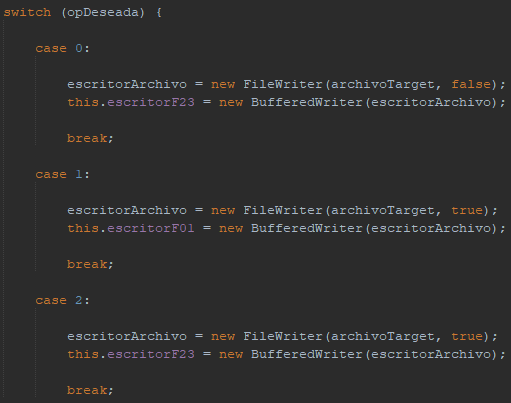 switch (opDeseada) {
case 0:
escritorArchivo = new FileWriter(archivoTarget, false);
this.escritorF23 = new BufferedWriter(escritorArchivo);
break;
case 1:
escritorArchivo = new FileWriter(archivoTarget, true);
this.escritorF01 = new BufferedWriter(escritorArchivo);
break;
case 2:
escritorArchivo = new FileWriter(archivoTarget, true);
this.escritorF23 = new BufferedWriter(escritorArchivo);
break;